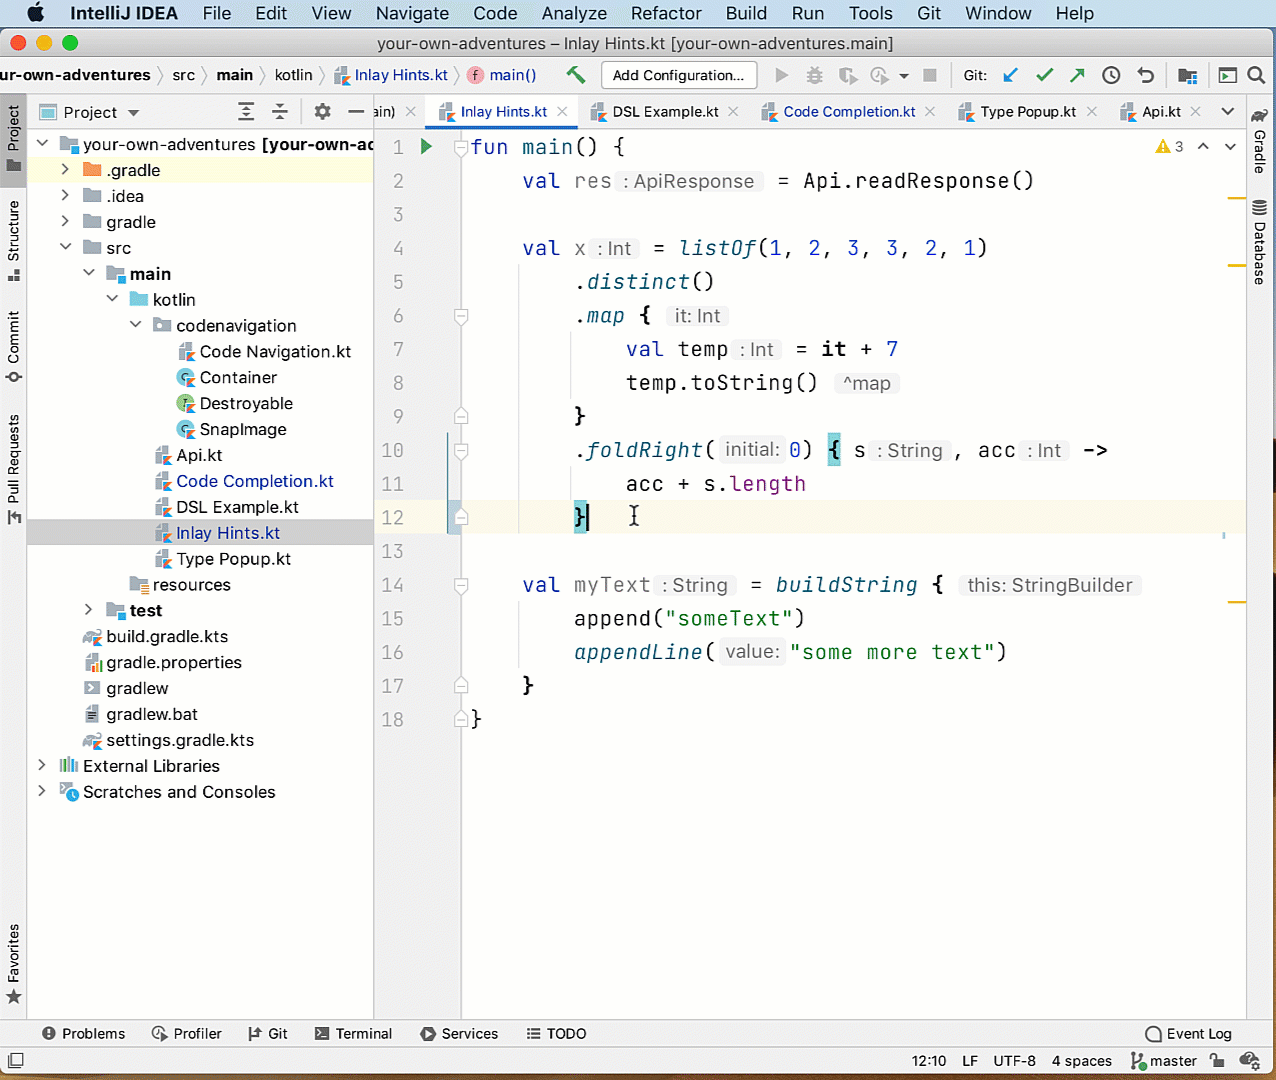 IntelliJ IDEA File Edit View Navigate Code Analyze Refactor Build Run Tools Git Window Help
your-own-adventures – Inlay Hints.kt [your-own-adventures.main]
ur-own-adventures src main kotlin Inlay Hints.kt main() Add Configuration... Git:
Project
ain) Inlay Hints.kt DSL Example.kt Code Completion.kt Type Popup.kt Api.kt
Project
Structure
Commit
Pull Requests
Favorites
your-own-adventures [your-own-ad
.gradle
.idea
gradle
src
main
kotlin
codenavigation
Code Navigation.kt
Container
Destroyable
SnapImage
Api.kt
Code Completion.kt
DSL Example.kt
Inlay Hints.kt
Type Popup.kt
resources
test
build.gradle.kts
gradle.properties
gradlew
gradlew.bat
settings.gradle.kts
External Libraries
Scratches and Consoles
1 fun main() {
2 val res : ApiResponse = Api.readResponse()
3
4 val x : Int = listOf(1, 2, 3, 3, 2, 1)
5 .distinct()
6 .map { it: Int
7 val temp : Int = it + 7
8 temp.toString() ^map
9 }
10 .foldRight( initial: 0) { s : String , acc : Int ->
11 acc + s.length
12 }
13
14 val myText : String = buildString { this: StringBuilder
15 append("someText")
16 appendLine( value: "some more text")
17 }
18 }
3
Gradle
Database
Problems Profiler Git Terminal Services TODO Event Log
12:10 LF UTF-8 4 spaces master